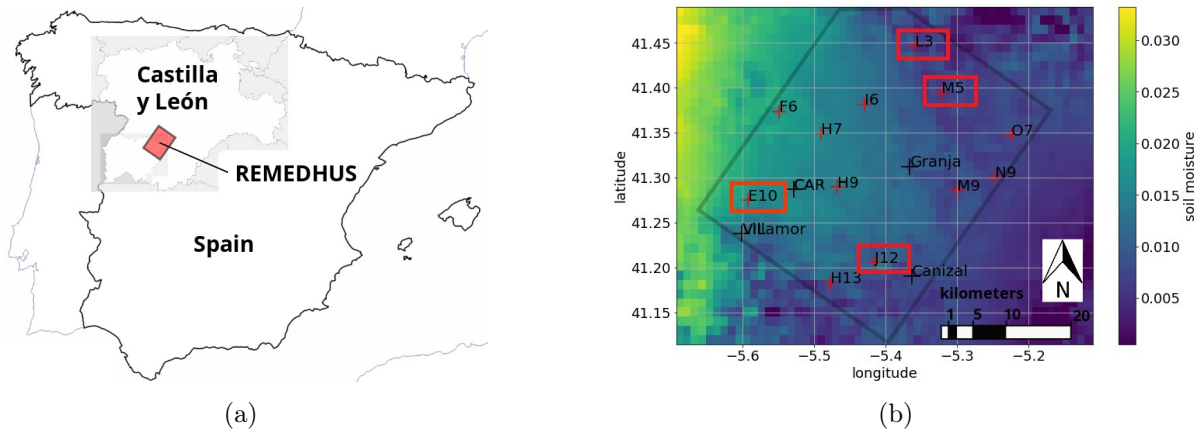 Castilla
y León
REMEDHUS
Spain
(a)
41.45
41.40
41.35
41.30
41.25
41.20
41.15
latitude
L3
M5
F6
I6
H7
O7
Granja
N9
CAR
H9
M9
E10
Villamor
J12
Canizal
H13
N
kilometers
1 5 10 20
−5.6 −5.5 −5.4 −5.3 −5.2
longitude
0.030
0.025
0.020
0.015
0.010
0.005
soil moisture
(b)